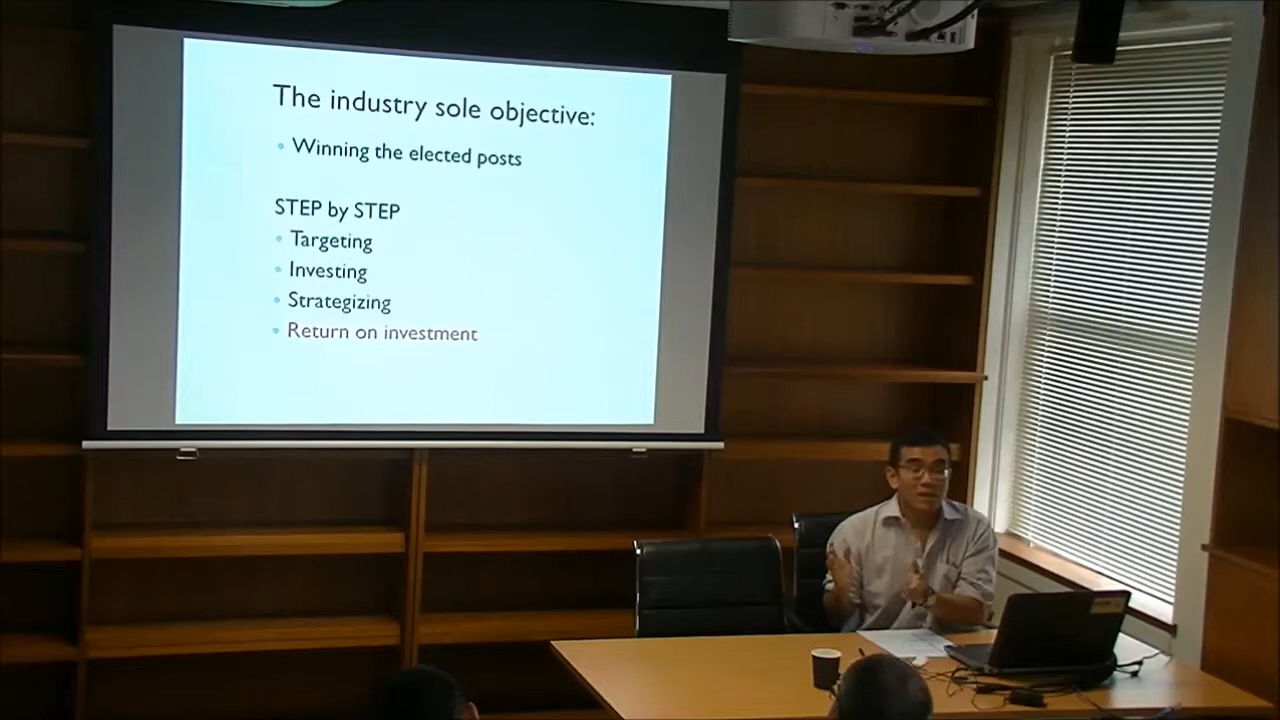 The industry sole objective:
• Winning the elected posts
STEP by STEP
• Targeting
• Investing
• Strategizing
• Return on investment